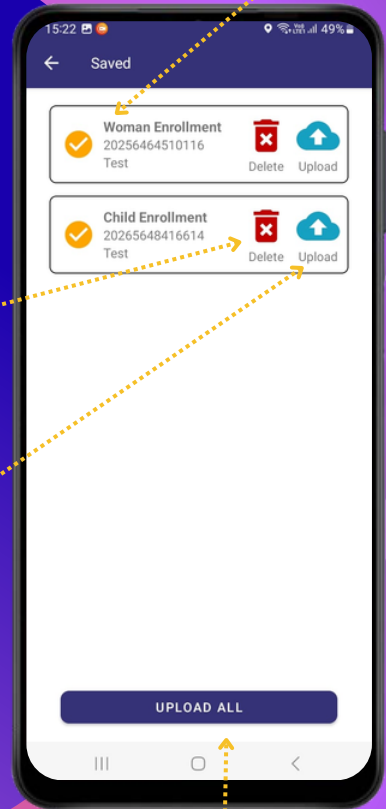 15:22 49%
Saved
Woman Enrollment
20256464510116
Test
Delete Upload
Child Enrollment
20265648416614
Test
Delete Upload
UPLOAD ALL